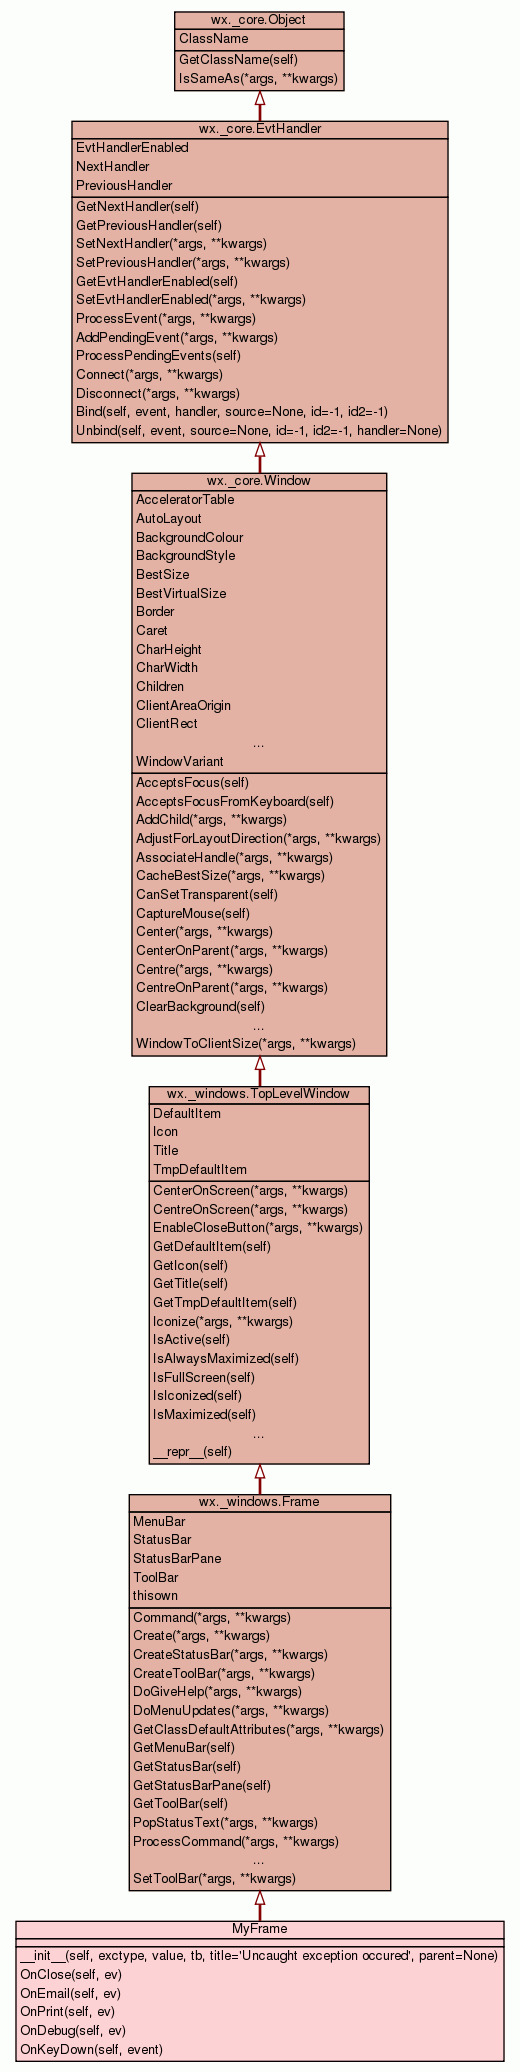 wx._core.Object
ClassName
GetClassName(self)
IsSameAs(*args, **kwargs)
wx._core.EvtHandler
EvtHandlerEnabled
NextHandler
PreviousHandler
GetNextHandler(self)
GetPreviousHandler(self)
SetNextHandler(*args, **kwargs)
SetPreviousHandler(*args, **kwargs)
GetEvtHandlerEnabled(self)
SetEvtHandlerEnabled(*args, **kwargs)
ProcessEvent(*args, **kwargs)
AddPendingEvent(*args, **kwargs)
ProcessPendingEvents(self)
Connect(*args, **kwargs)
Disconnect(*args, **kwargs)
Bind(self, event, handler, source=None, id=-1, id2=-1)
Unbind(self, event, source=None, id=-1, id2=-1, handler=None)
wx._core.Window
AcceleratorTable
AutoLayout
BackgroundColour
BackgroundStyle
BestSize
BestVirtualSize
Border
Caret
CharHeight
CharWidth
Children
ClientAreaOrigin
ClientRect
...
WindowVariant
AcceptsFocus(self)
AcceptsFocusFromKeyboard(self)
AddChild(*args, **kwargs)
AdjustForLayoutDirection(*args, **kwargs)
AssociateHandle(*args, **kwargs)
CacheBestSize(*args, **kwargs)
CanSetTransparent(self)
CaptureMouse(self)
Center(*args, **kwargs)
CenterOnParent(*args, **kwargs)
Centre(*args, **kwargs)
CentreOnParent(*args, **kwargs)
ClearBackground(self)
...
WindowToClientSize(*args, **kwargs)
wx._windows.TopLevelWindow
DefaultItem
Icon
Title
TmpDefaultItem
CenterOnScreen(*args, **kwargs)
CentreOnScreen(*args, **kwargs)
EnableCloseButton(*args, **kwargs)
GetDefaultItem(self)
GetIcon(self)
GetTitle(self)
GetTmpDefaultItem(self)
Iconize(*args, **kwargs)
IsActive(self)
IsAlwaysMaximized(self)
IsFullScreen(self)
IsIconized(self)
IsMaximized(self)
...
__repr__(self)
wx._windows.Frame
MenuBar
StatusBar
StatusBarPane
ToolBar
thisown
Command(*args, **kwargs)
Create(*args, **kwargs)
CreateStatusBar(*args, **kwargs)
CreateToolBar(*args, **kwargs)
DoGiveHelp(*args, **kwargs)
DoMenuUpdates(*args, **kwargs)
GetClassDefaultAttributes(*args, **kwargs)
GetMenuBar(self)
GetStatusBar(self)
GetStatusBarPane(self)
GetToolBar(self)
PopStatusText(*args, **kwargs)
ProcessCommand(*args, **kwargs)
...
SetToolBar(*args, **kwargs)
MyFrame
__init__(self, exctype, value, tb, title='Uncaught exception occured', parent=None)
OnClose(self, ev)
OnEmail(self, ev)
OnPrint(self, ev)
OnDebug(self, ev)
OnKeyDown(self, event)